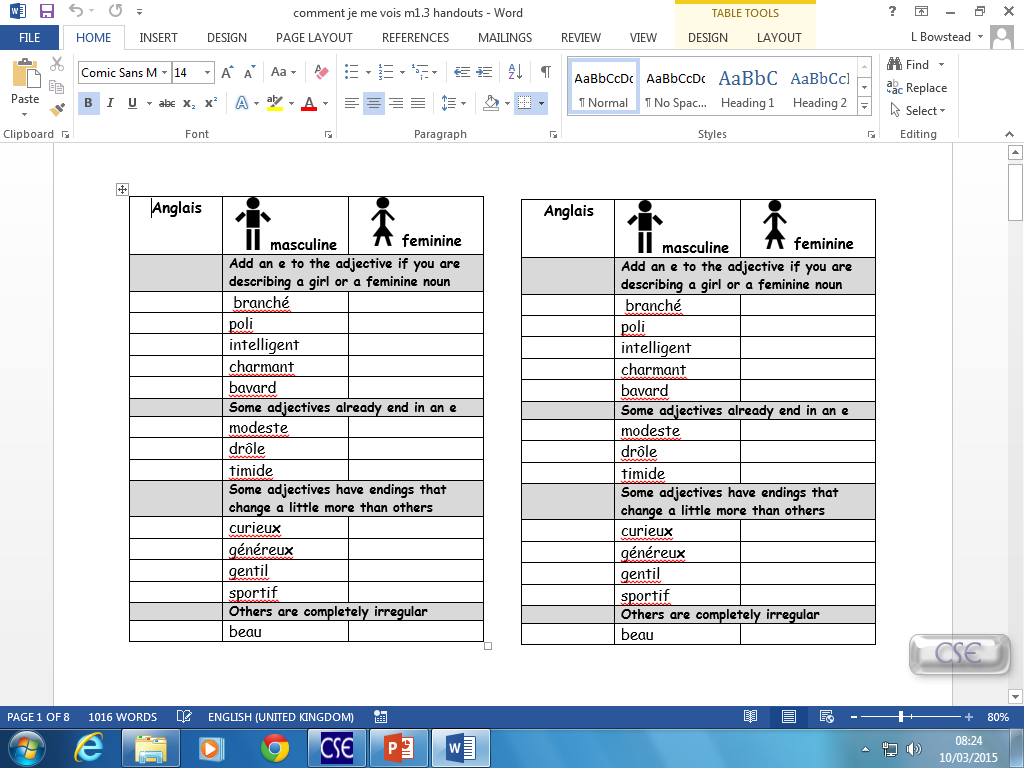 comment je me vois m1.3 handouts - Word
TABLE TOOLS
FILE
HOME
INSERT
DESIGN
PAGE LAYOUT
REFERENCES
MAILINGS
REVIEW
VIEW
DESIGN
LAYOUT
L Bowstead
Paste
Comic Sans M
14
Aa
B I U abc x₂ x²
AaBbCcDc
AaBbCcDc
AaBbC
AaBbCcI
¶ Normal
¶ No Spac...
Heading 1
Heading 2
Find
Replace
Select
Clipboard
Font
Paragraph
Styles
Editing
Anglais
masculine
feminine
Add an e to the adjective if you are
describing a girl or a feminine noun
branché
poli
intelligent
charmant
bavard
Some adjectives already end in an e
modeste
drôle
timide
Some adjectives have endings that
change a little more than others
curieux
généreux
gentil
sportif
Others are completely irregular
beau
Anglais
masculine
feminine
Add an e to the adjective if you are
describing a girl or a feminine noun
branché
poli
intelligent
charmant
bavard
Some adjectives already end in an e
modeste
drôle
timide
Some adjectives have endings that
change a little more than others
curieux
généreux
gentil
sportif
Others are completely irregular
beau
CSE
PAGE 1 OF 8
1016 WORDS
ENGLISH (UNITED KINGDOM)
80%
CSE
08:24
10/03/2015